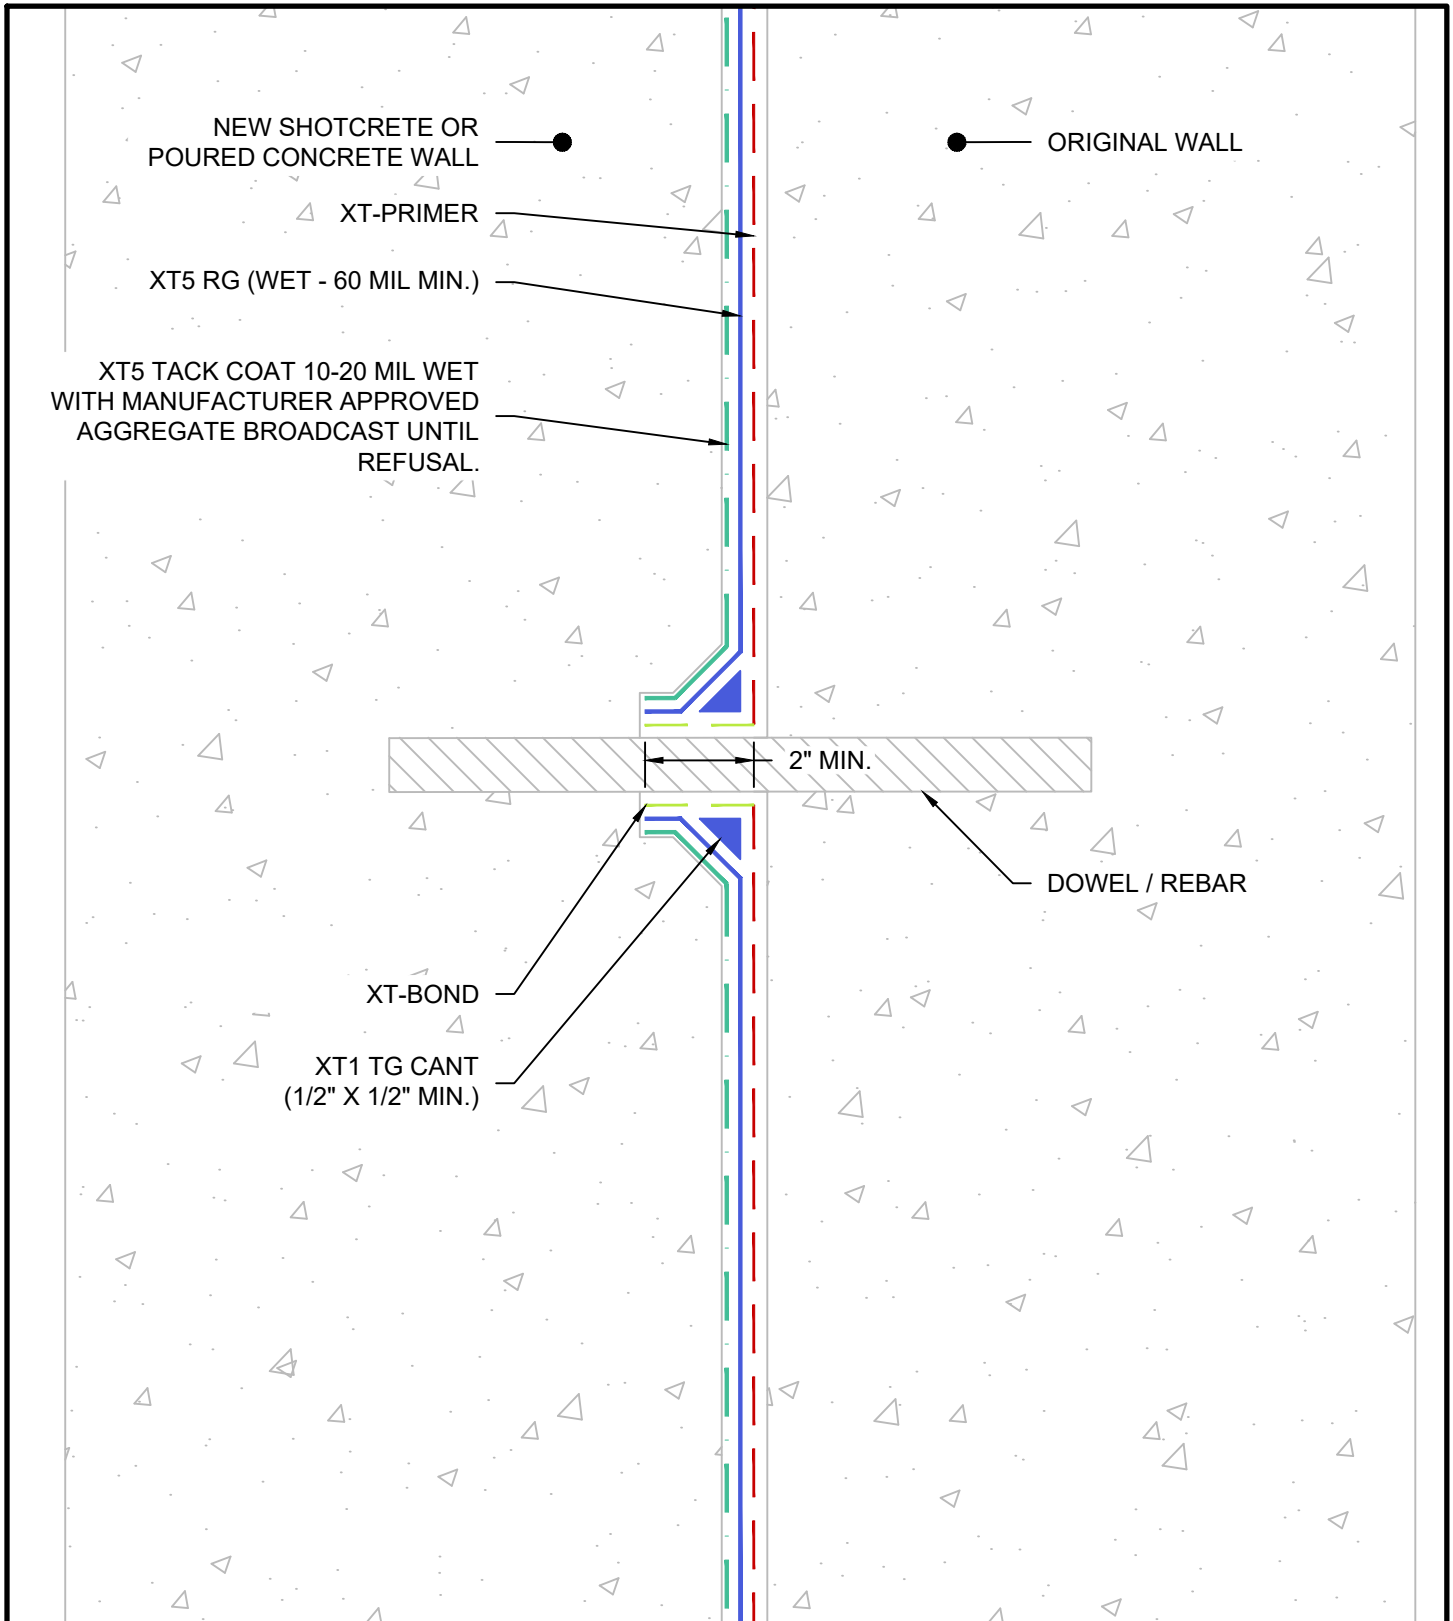 NEW SHOTCRETE OR
POURED CONCRETE WALL
ORIGINAL WALL
XT-PRIMER
XT5 RG (WET - 60 MIL MIN.)
XT5 TACK COAT 10-20 MIL WET
WITH MANUFACTURER APPROVED
AGGREGATE BROADCAST UNTIL
REFUSAL.
2" MIN.
DOWEL / REBAR
XT-BOND
XT1 TG CANT
(1/2" X 1/2" MIN.)